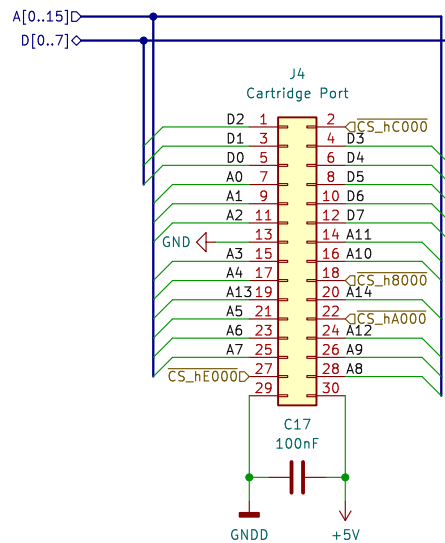 A[0..15]
D[0..7]
J4
Cartridge Port
D2 1 2 CS_hC000
D1 3 4 D3
D0 5 6 D4
A0 7 8 D5
A1 9 10 D6
A2 11 12 D7
GND 13 14 A11
A3 15 16 A10
A4 17 18 CS_h8000
A13 19 20 A14
A5 21 22 CS_hA000
A6 23 24 A12
A7 25 26 A9
CS_hE000 27 28 A8
29 30
C17
100nF
GNDD +5V